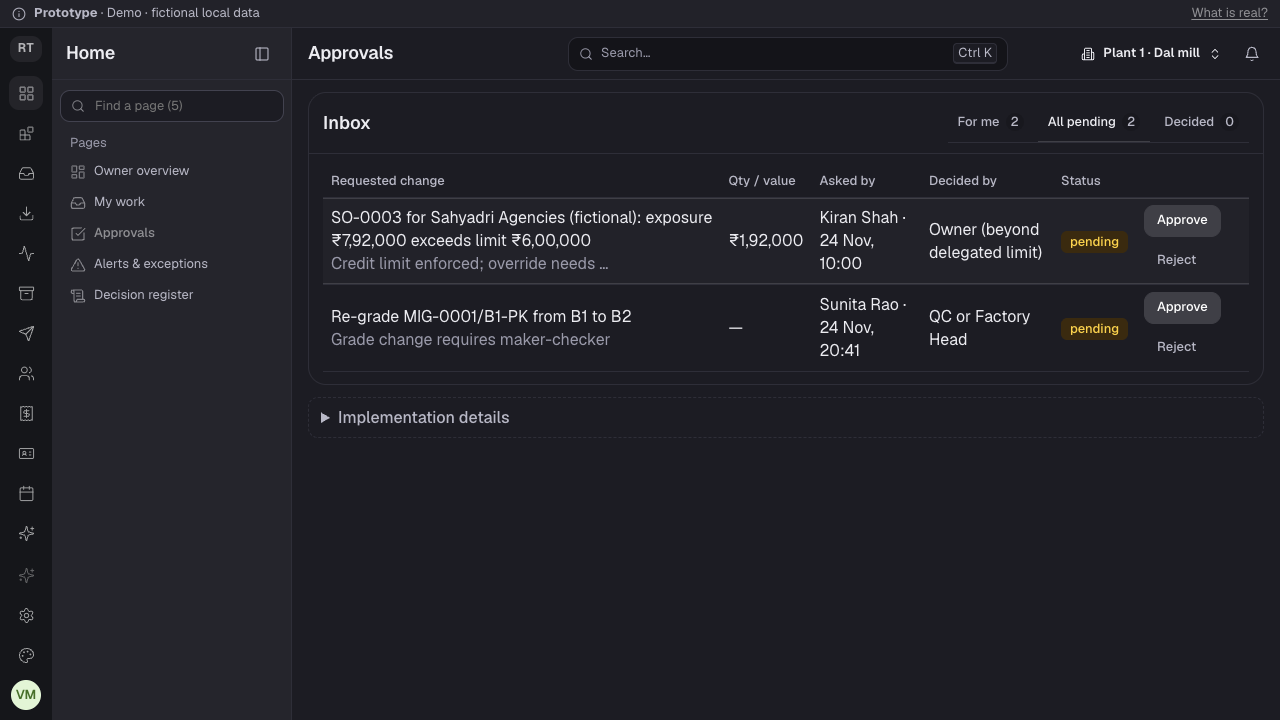 Prototype · Demo · fictional local data
What is real?
RT
Home
Approvals
Search...
Ctrl K
Plant 1 · Dal mill
Find a page (5)
Pages
Owner overview
My work
Approvals
Alerts & exceptions
Decision register
Inbox
For me 2
All pending 2
Decided 0
Requested change
Qty / value
Asked by
Decided by
Status
SO-0003 for Sahyadri Agencies (fictional): exposure
₹7,92,000 exceeds limit ₹6,00,000
Credit limit enforced; override needs ...
₹1,92,000
Kiran Shah ·
24 Nov,
10:00
Owner (beyond
delegated limit)
pending
Approve
Reject
Re-grade MIG-0001/B1-PK from B1 to B2
Grade change requires maker-checker
—
Sunita Rao ·
24 Nov,
20:41
QC or Factory
Head
pending
Approve
Reject
Implementation details
VM